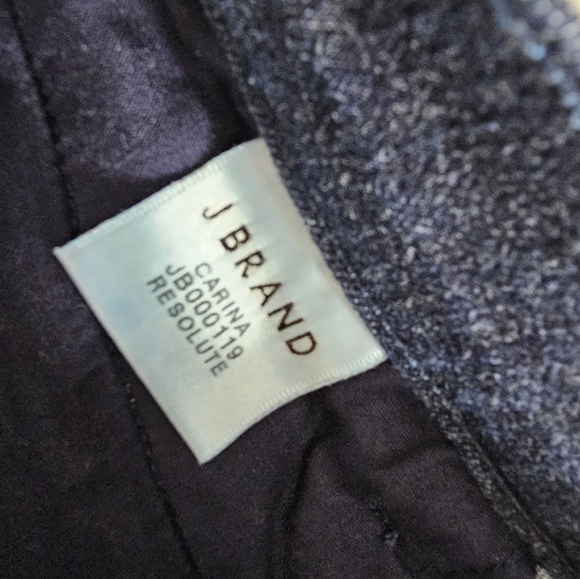 J BRAND
CARINA
JB000119
RESOLUTE